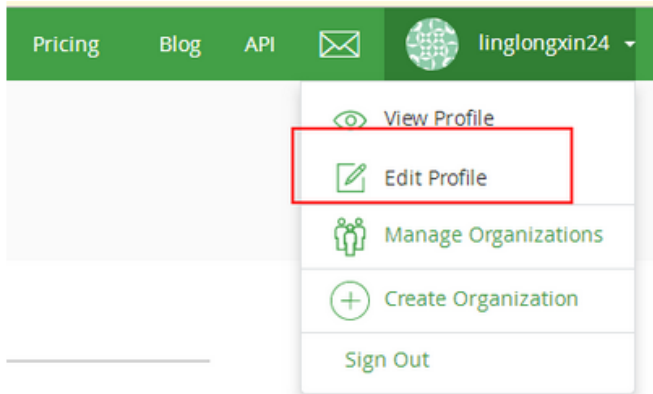 Pricing Blog API linglongxin24
View Profile
Edit Profile
Manage Organizations
Create Organization
Sign Out